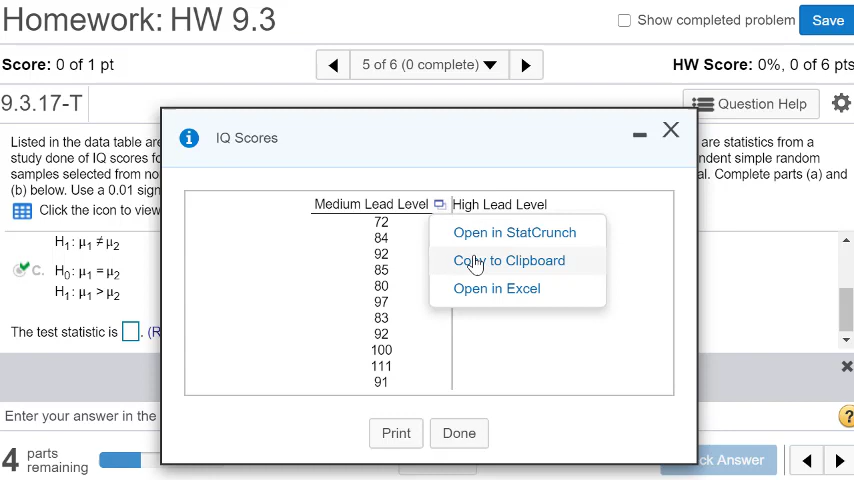 Homework: HW 9.3
Show completed problem
Save
Score: 0 of 1 pt
5 of 6 (0 complete)
HW Score: 0%, 0 of 6 pts
9.3.17-T
Question Help
Listed in the data table are
are statistics from a
study done of IQ scores fo
ndent simple random
samples selected from no
al. Complete parts (a) and
(b) below. Use a 0.01 sign
Click the icon to view
H1: μ1 ≠ μ2
C.
H0: μ1 = μ2
H1: μ1 > μ2
The test statistic is
. (R
Enter your answer in the
?
4 parts
remaining
ck Answer
IQ Scores
Medium Lead Level
High Lead Level
72
84
92
85
80
97
83
92
100
111
91
Open in StatCrunch
Copy to Clipboard
Open in Excel
Print
Done